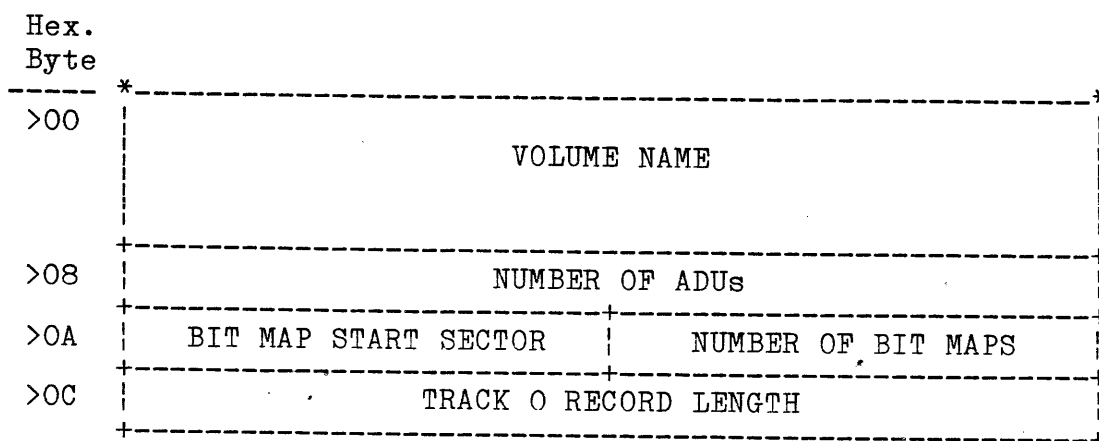 Hex.
Byte
>00 VOLUME NAME
>08 NUMBER OF ADUs
>0A BIT MAP START SECTOR NUMBER OF BIT MAPS
>0C TRACK 0 RECORD LENGTH